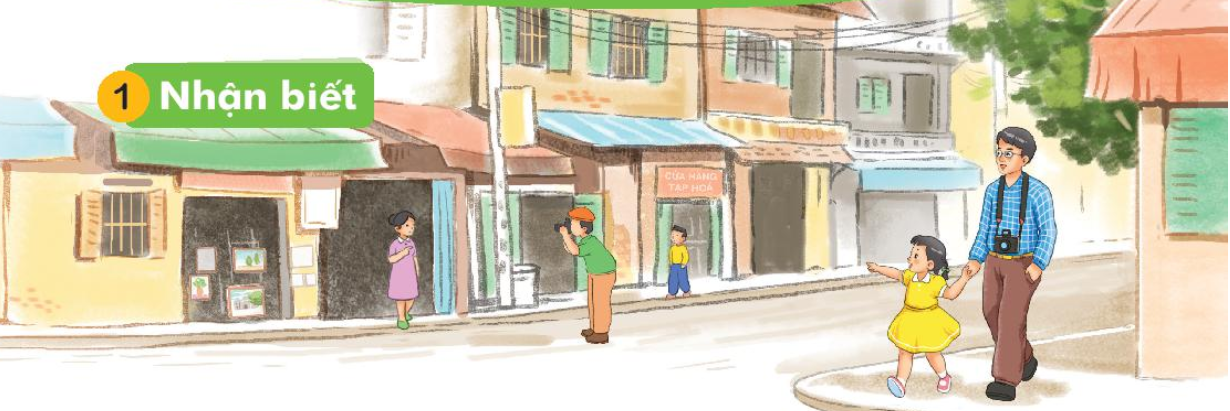 1 Nhận biết
CỬA HÀNG
TẠP HOÁ